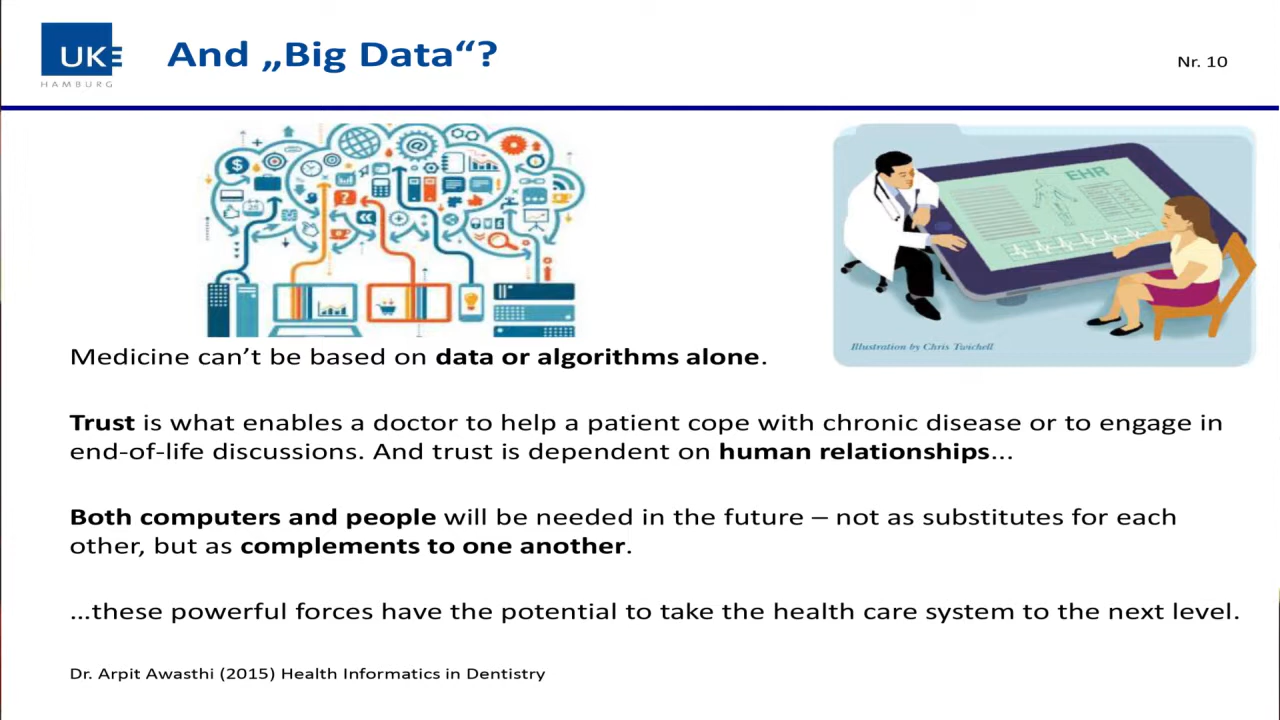 UKE
HAMBURG
And „Big Data“?
Nr. 10
EHR
Illustration by Chris Twichell
Medicine can’t be based on data or algorithms alone.
Trust is what enables a doctor to help a patient cope with chronic disease or to engage in
end-of-life discussions. And trust is dependent on human relationships...
Both computers and people will be needed in the future – not as substitutes for each
other, but as complements to one another.
...these powerful forces have the potential to take the health care system to the next level.
Dr. Arpit Awasthi (2015) Health Informatics in Dentistry